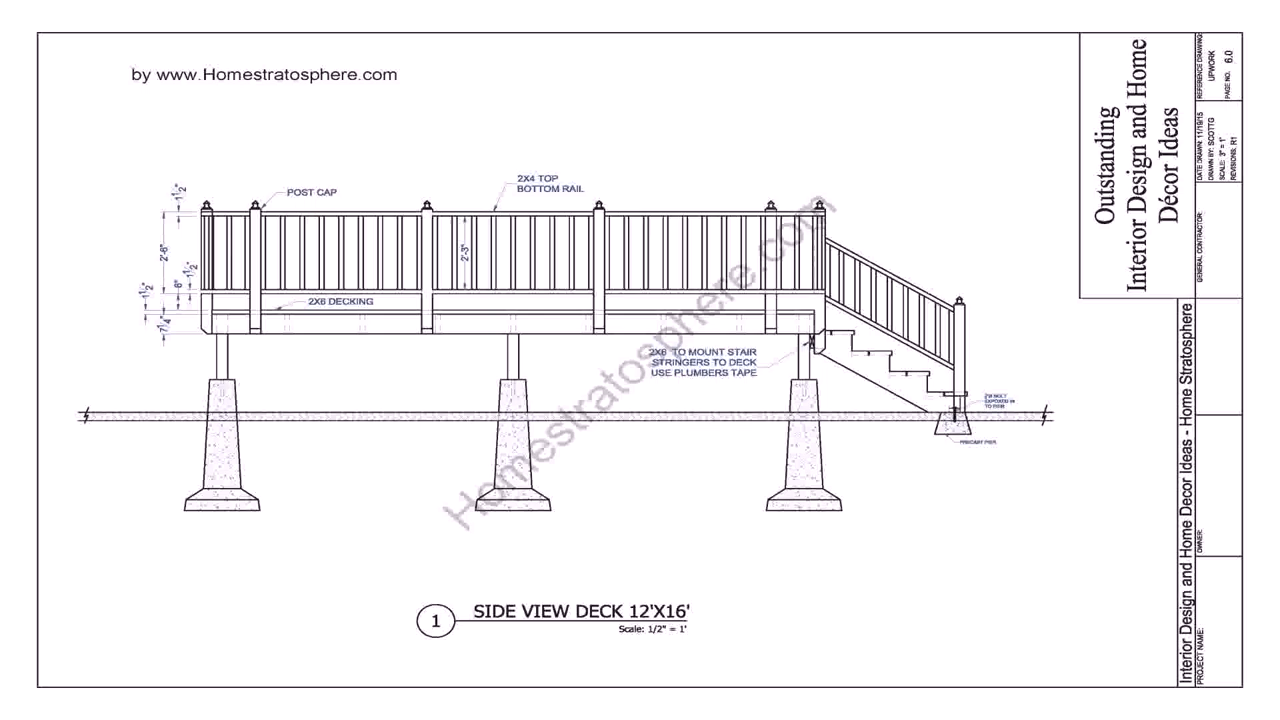 by www.Homestratosphere.com
1½"
POST CAP
2X4 TOP
BOTTOM RAIL
2'-6"
2'-3"
1½"
6"
1½"
2X6 DECKING
7¼"
2X6 TO MOUNT STAIR
STRINGERS TO DECK
USE PLUMBERS TAPE
PRECAST PIER
Homestratosphere.com
1
SIDE VIEW DECK 12'X16'
Scale: 1/2" = 1'
Outstanding
Interior Design and Home
Décor Ideas
REFERENCE DRAWING:
UPWORK
PAGE NO. 6.0
DATE DRAWN: 11/19/15
DRAWN BY: SCOTTG
SCALE: 3" = 1'
REVISIONS: R1
GENERAL CONTRACTOR:
Interior Design and Home Decor Ideas - Home Stratosphere
OWNER:
PROJECT NAME: